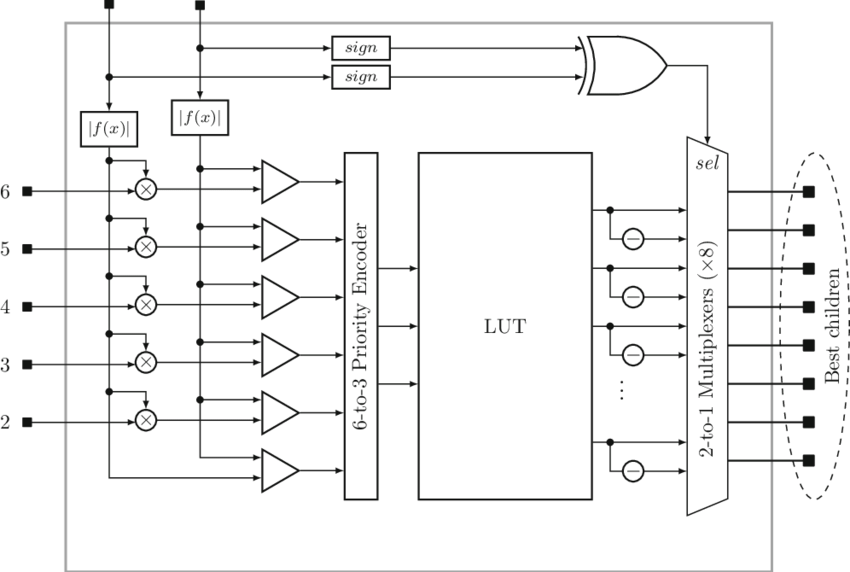 sign
sign
|f(x)|
|f(x)|
sel
6
5
4
3
2
×
×
×
×
×
6-to-3 Priority Encoder
LUT
−
−
−
⋮
−
2-to-1 Multiplexers (×8)
Best children